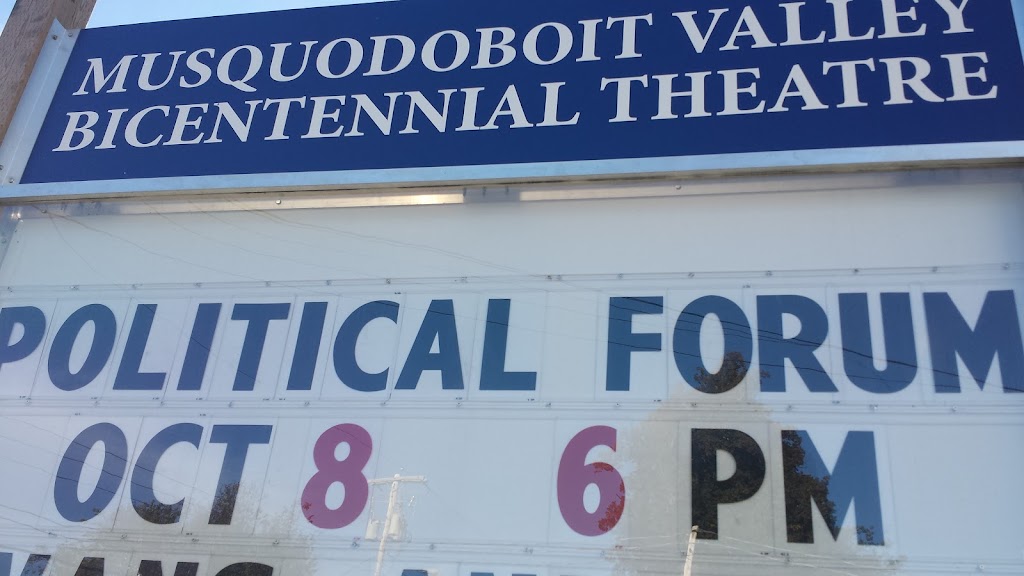 MUSQUODOBOIT VALLEY
BICENTENNIAL THEATRE
POLITICAL FORUM
OCT 8 6 PM